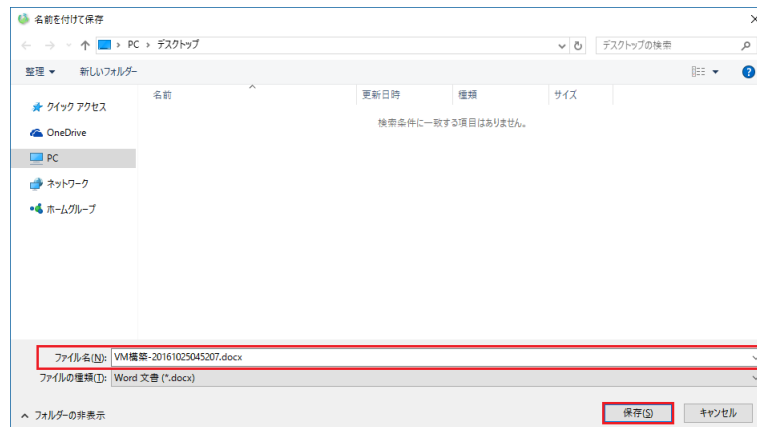 名前を付けて保存
PC › デスクトップ
デスクトップの検索
整理 新しいフォルダー
名前 更新日時 種類 サイズ
検索条件に一致する項目はありません。
クイック アクセス
OneDrive
PC
ネットワーク
ホームグループ
ファイル名(N): VM構築-20161025045207.docx
ファイルの種類(T): Word 文書 (*.docx)
フォルダーの非表示
保存(S) キャンセル